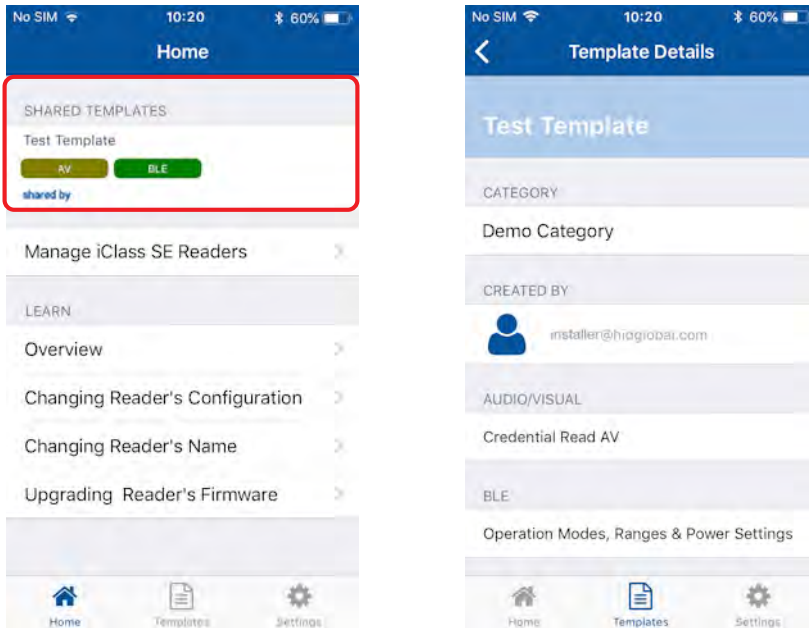 No SIM 10:20 60%
Home
SHARED TEMPLATES
Test Template
AV BLE
shared by
Manage iClass SE Readers
LEARN
Overview
Changing Reader's Configuration
Changing Reader's Name
Upgrading Reader's Firmware
Home Templates Settings
No SIM 10:20 60%
Template Details
Test Template
CATEGORY
Demo Category
CREATED BY
installer@hidglobal.com
AUDIO/VISUAL
Credential Read AV
BLE
Operation Modes, Ranges & Power Settings
Home Templates Settings